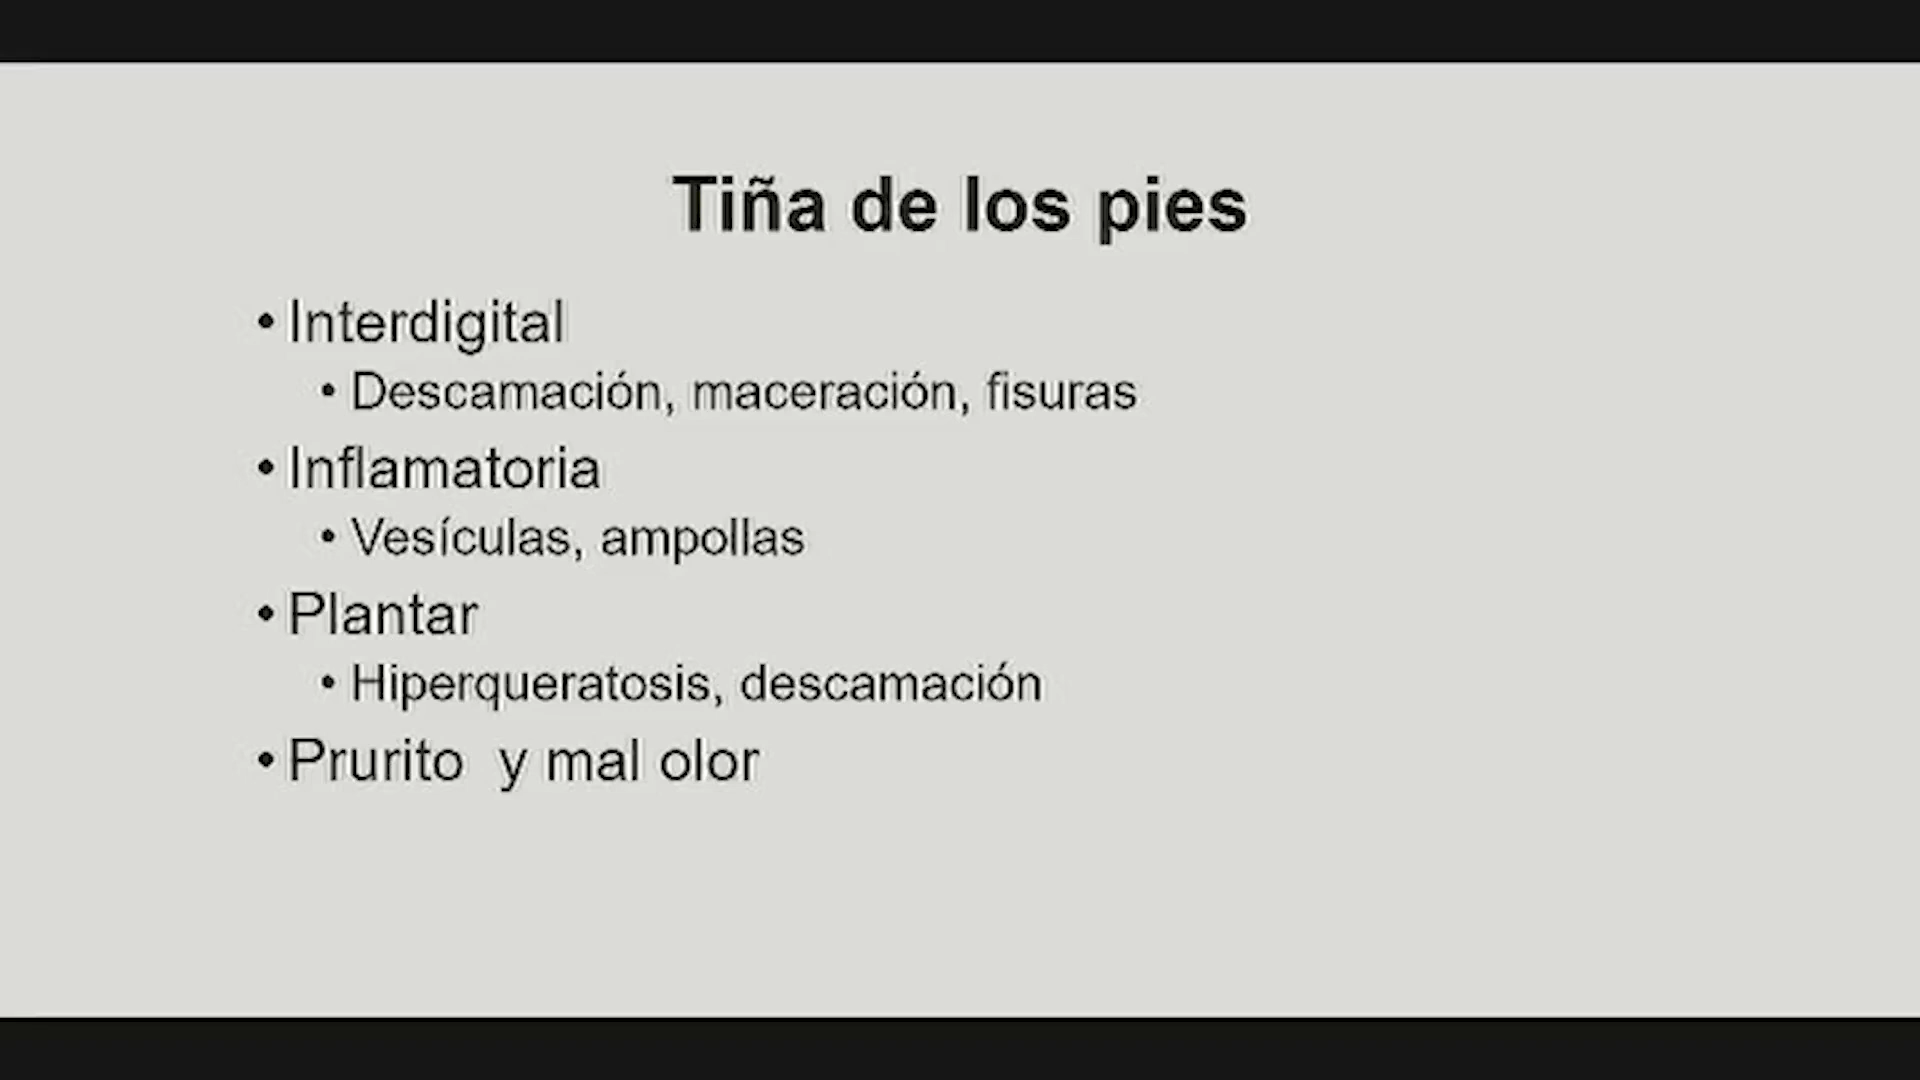 Tiña de los pies
• Interdigital
• Descamación, maceración, fisuras
• Inflamatoria
• Vesículas, ampollas
• Plantar
• Hiperqueratosis, descamación
• Prurito y mal olor